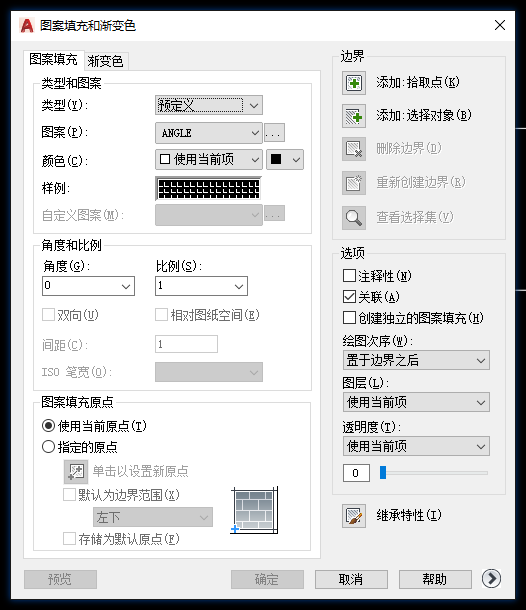 图案填充和渐变色
图案填充 渐变色
类型和图案
类型(Y): 预定义
图案(P): ANGLE ...
颜色(C): 使用当前项
样例:
自定义图案(M): ...
角度和比例
角度(G): 比例(S):
0 1
双向(U) 相对图纸空间(E)
间距(C): 1
ISO 笔宽(O):
图案填充原点
使用当前原点(T)
指定的原点
单击以设置新原点
默认为边界范围(X)
左下
存储为默认原点(F)
边界
添加:拾取点(K)
添加:选择对象(B)
删除边界(D)
重新创建边界(R)
查看选择集(V)
选项
注释性(N)
关联(A)
创建独立的图案填充(H)
绘图次序(W):
置于边界之后
图层(L):
使用当前项
透明度(T):
使用当前项
0
继承特性(I)
预览 确定 取消 帮助